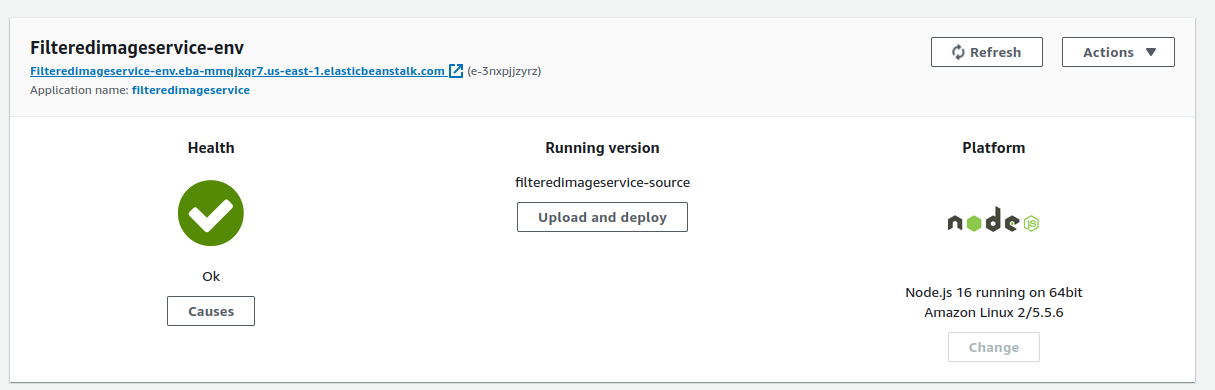 Filteredimageservice-env
Filteredimageservice-env.eba-mmqjxqr7.us-east-1.elasticbeanstalk.com (e-3nxpjjzyrz)
Application name: filteredimageservice
Refresh
Actions
Health
Ok
Causes
Running version
filteredimageservice-source
Upload and deploy
Platform
node JS
Node.js 16 running on 64bit
Amazon Linux 2/5.5.6
Change